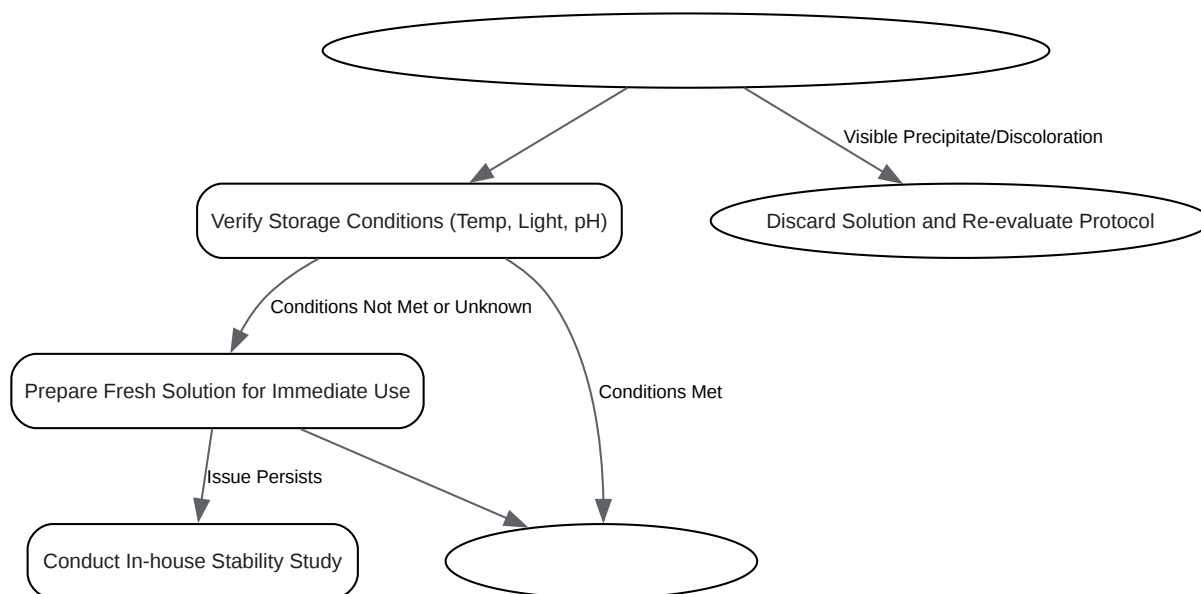 Visible Precipitate/Discoloration
Verify Storage Conditions (Temp, Light, pH)
Discard Solution and Re-evaluate Protocol
Conditions Not Met or Unknown
Prepare Fresh Solution for Immediate Use
Conditions Met
Issue Persists
Conduct In-house Stability Study